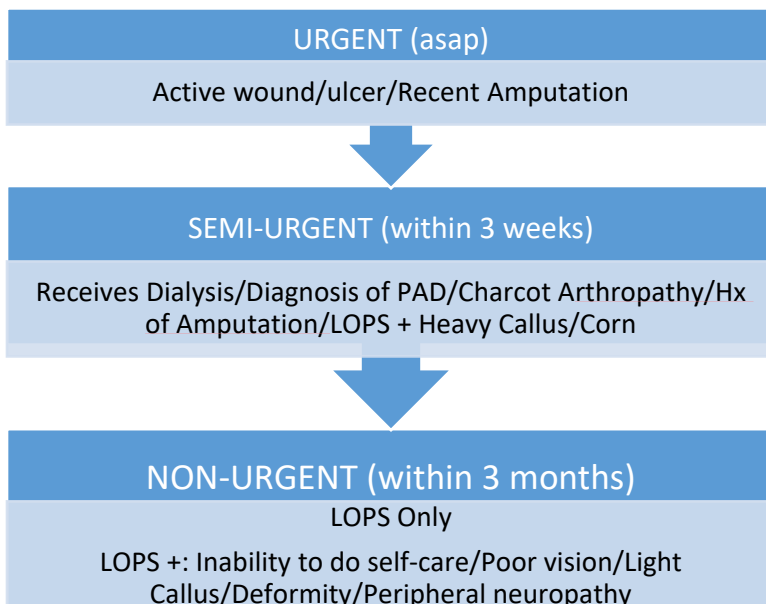 URGENT (asap)
Active wound/ulcer/Recent Amputation
SEMI-URGENT (within 3 weeks)
Receives Dialysis/Diagnosis of PAD/Charcot Arthropathy/Hx
of Amputation/LOPS + Heavy Callus/Corn
NON-URGENT (within 3 months)
LOPS Only
LOPS +: Inability to do self-care/Poor vision/Light
Callus/Deformity/Peripheral neuropathy